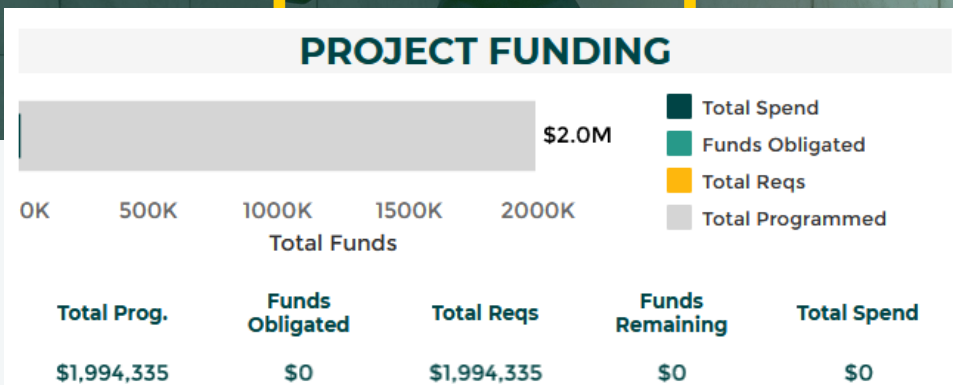 PROJECT FUNDING
$2.0M
0K 500K 1000K 1500K 2000K
Total Funds
Total Spend
Funds Obligated
Total Reqs
Total Programmed
Total Prog. Funds Obligated Total Reqs Funds Remaining Total Spend
$1,994,335 $0 $1,994,335 $0 $0